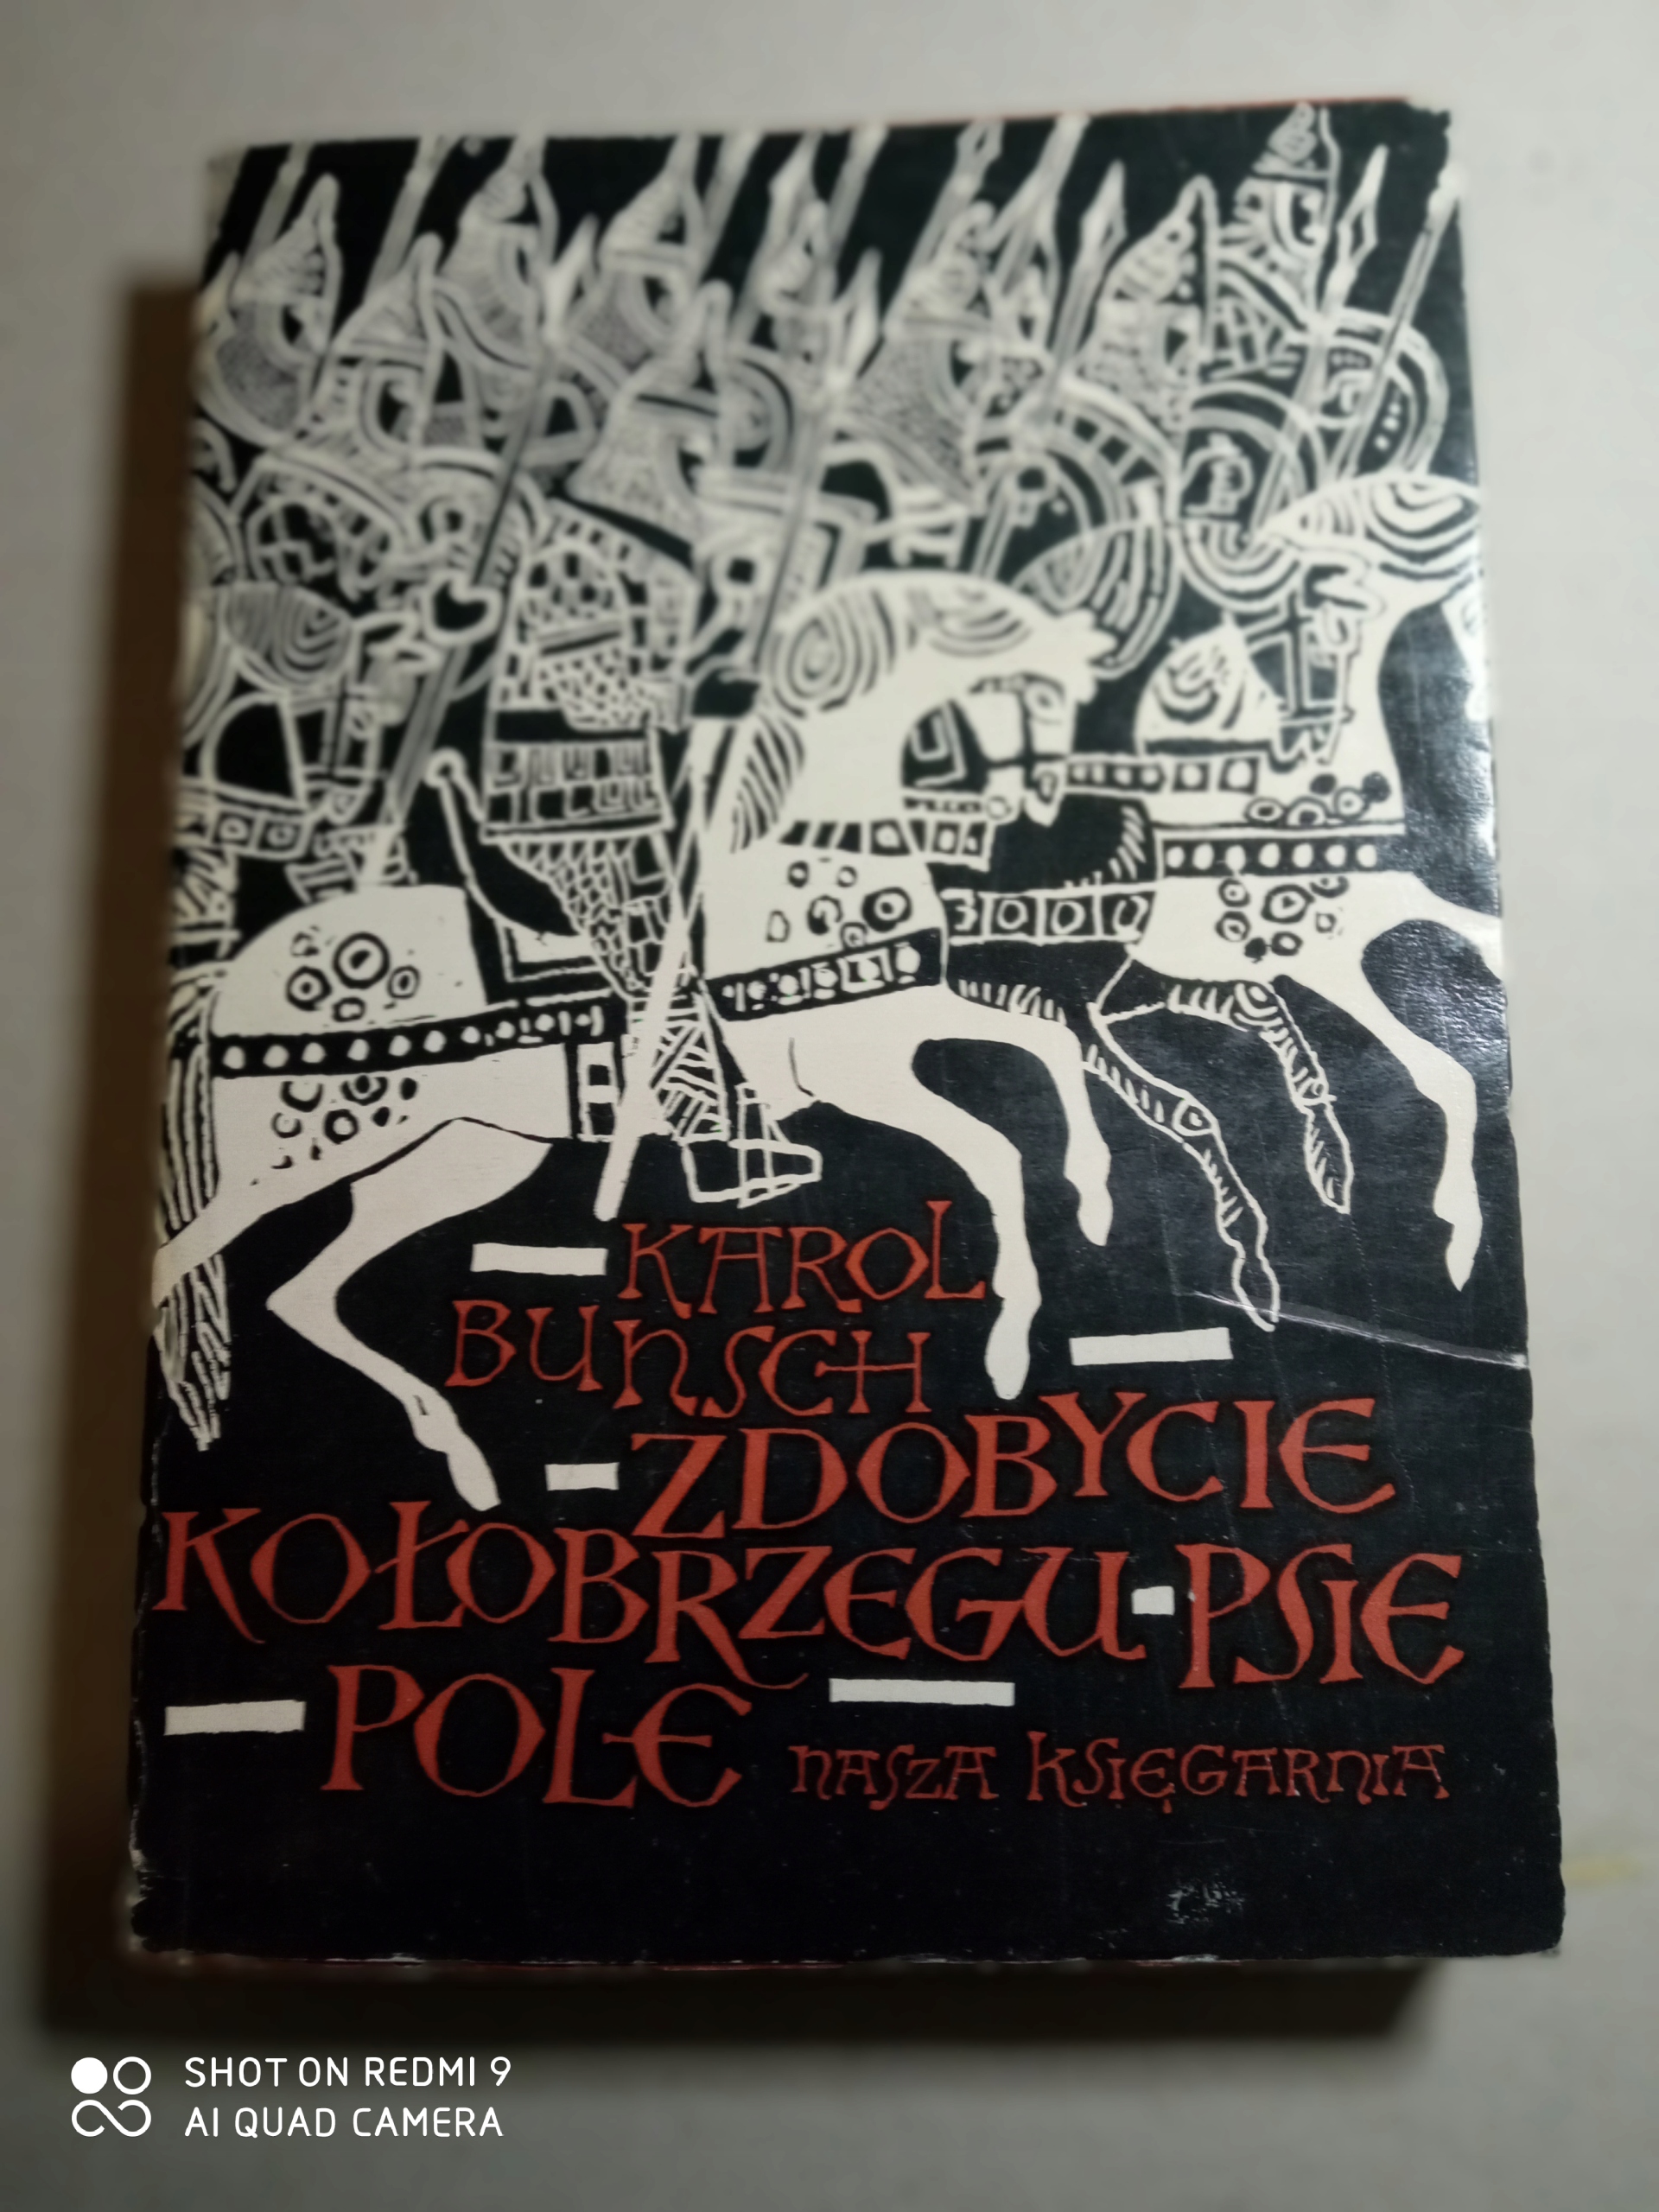 KAROL
BUNSCH
ZDOBYCIE
KOŁOBRZEGU-PSIE
POLE
NASZA KSIĘGARNIA
SHOT ON REDMI 9
AI QUAD CAMERA